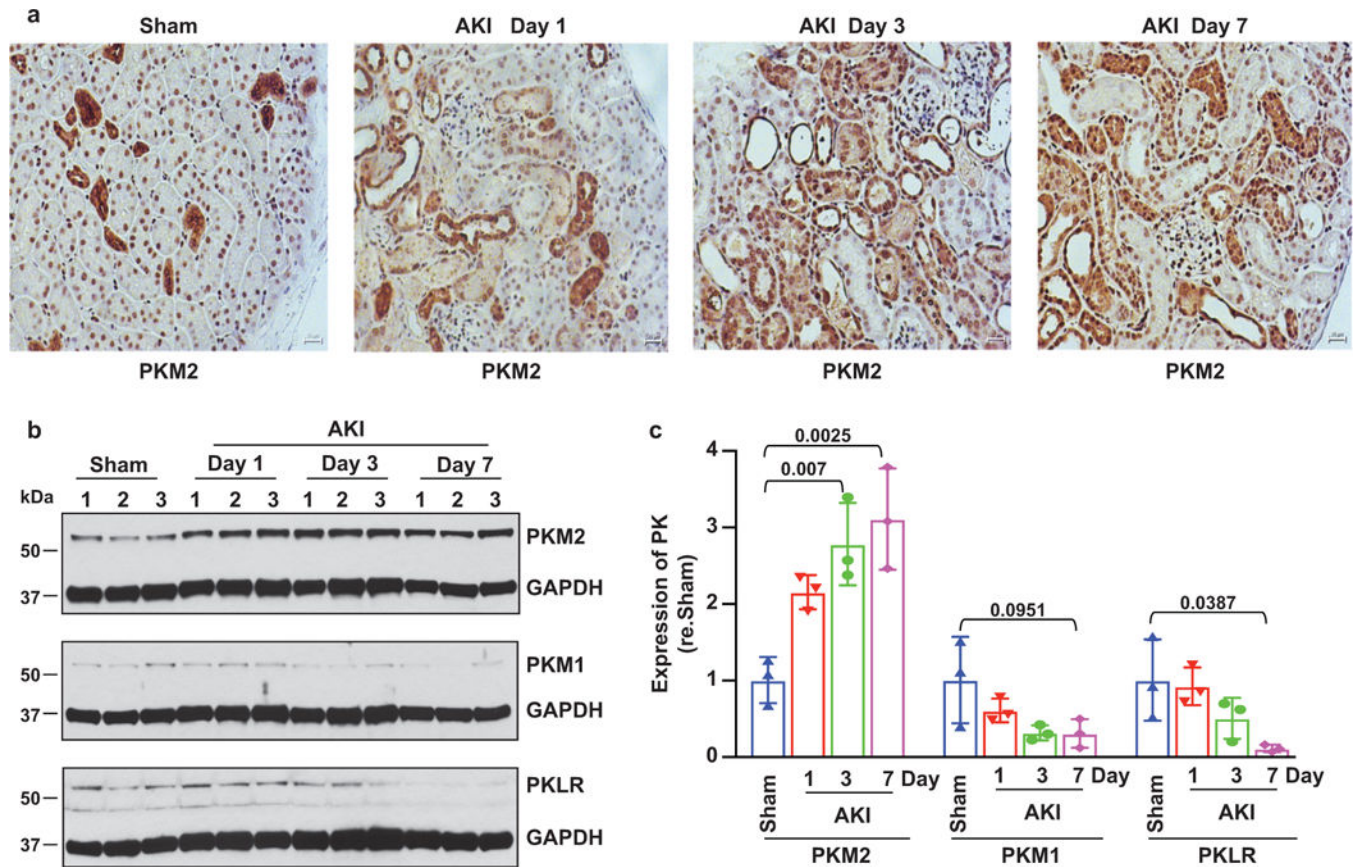 a
Sham
AKI Day 1
AKI Day 3
AKI Day 7
PKM2
PKM2
PKM2
PKM2
b
AKI
Sham
Day 1
Day 3
Day 7
kDa
1 2 3 1 2 3 1 2 3 1 2 3
PKM2
50
GAPDH
37
PKM1
50
GAPDH
37
PKLR
50
GAPDH
37
c
Expression of PK
(re.Sham)
4
3
2
1
0
0.0025
0.007
0.0951
0.0387
Sham 1 3 7 Day Sham 1 3 7 Day Sham 1 3 7 Day
AKI AKI AKI
PKM2 PKM1 PKLR